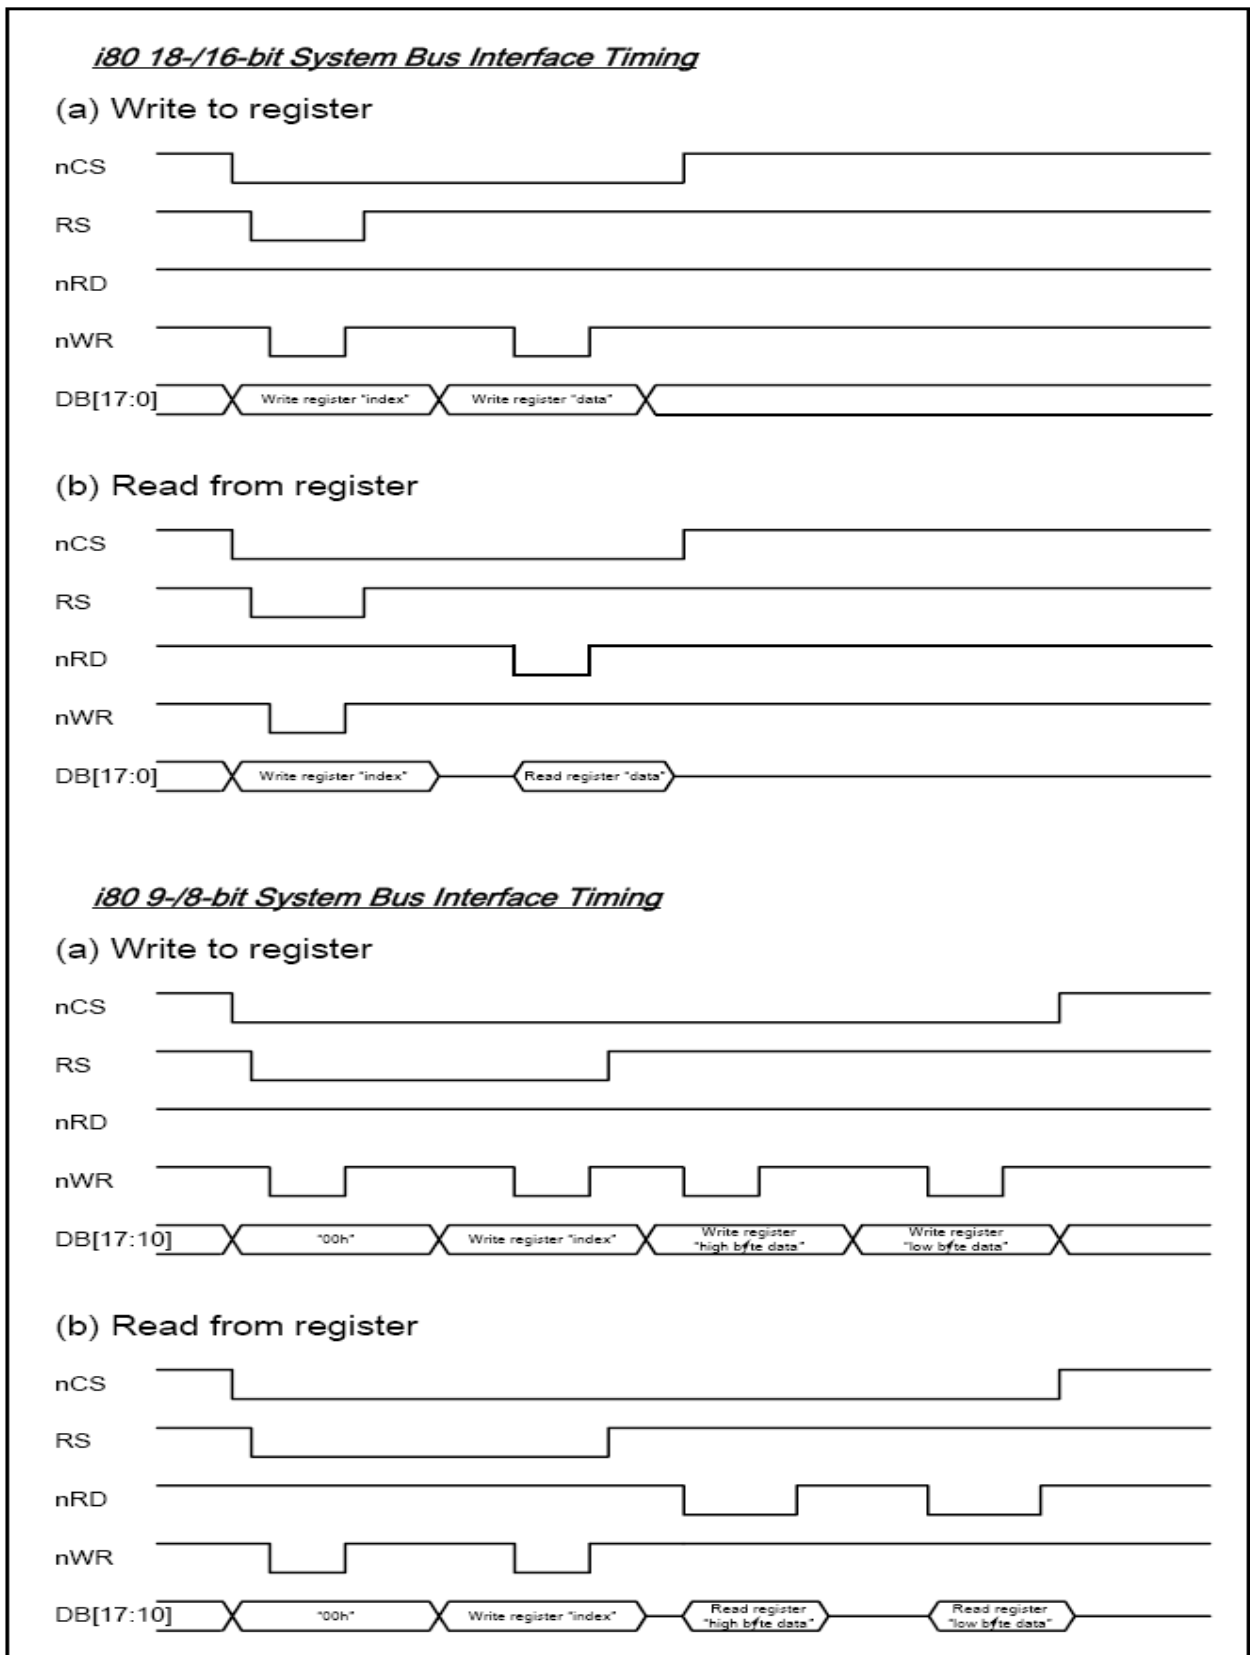 i80 18-/16-bit System Bus Interface Timing
(a) Write to register
nCS
RS
nRD
nWR
DB[17:0]
Write register "index"
Write register "data"
(b) Read from register
nCS
RS
nRD
nWR
DB[17:0]
Write register "index"
Read register "data"
i80 9-/8-bit System Bus Interface Timing
(a) Write to register
nCS
RS
nRD
nWR
DB[17:10]
"00h"
Write register "index"
Write register
"high byte data"
Write register
"low byte data"
(b) Read from register
nCS
RS
nRD
nWR
DB[17:10]
"00h"
Write register "index"
Read register
"high byte data"
Read register
"low byte data"